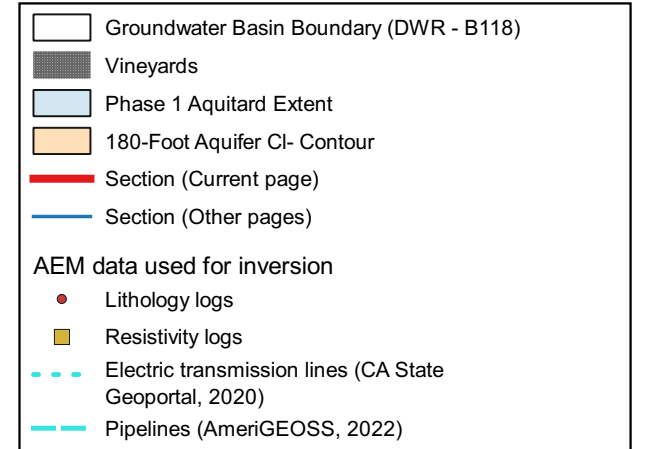 Groundwater Basin Boundary (DWR - B118)
Vineyards
Phase 1 Aquitard Extent
180-Foot Aquifer Cl- Contour
Section (Current page)
Section (Other pages)
AEM data used for inversion
Lithology logs
Resistivity logs
Electric transmission lines (CA State
Geoportal, 2020)
Pipelines (AmeriGEOSS, 2022)